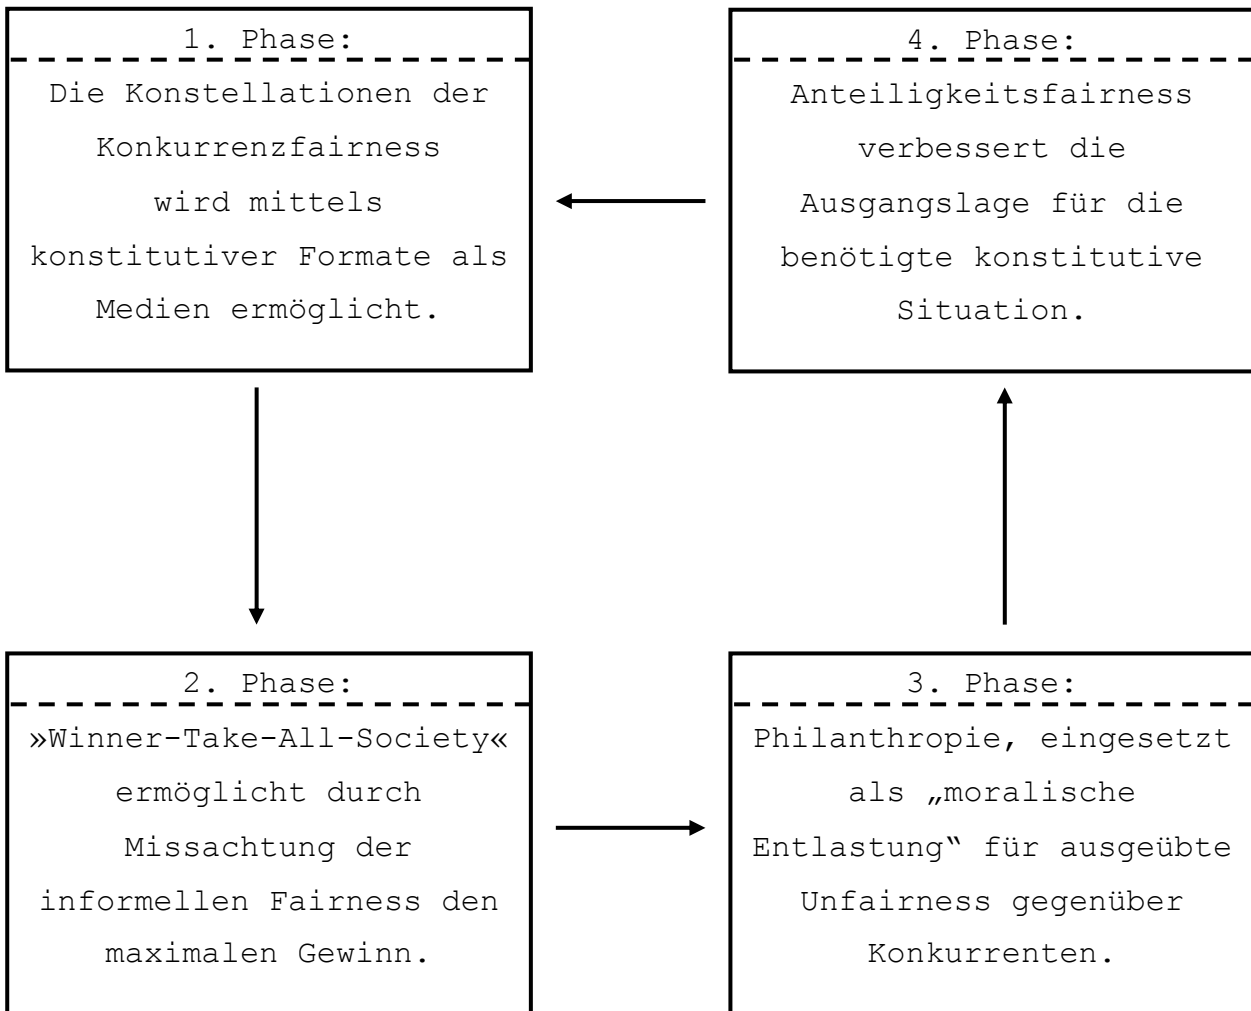 1. Phase:
Die Konstellationen der
Konkurrenzfairness
wird mittels
konstitutiver Formate als
Medien ermöglicht.
2. Phase:
»Winner-Take-All-Society«
ermöglicht durch
Missachtung der
informellen Fairness den
maximalen Gewinn.
3. Phase:
Philanthropie, eingesetzt
als „moralische
Entlastung“ für ausgeübte
Unfairness gegenüber
Konkurrenten.
4. Phase:
Anteiligkeitsfairness
verbessert die
Ausgangslage für die
benötigte konstitutive
Situation.